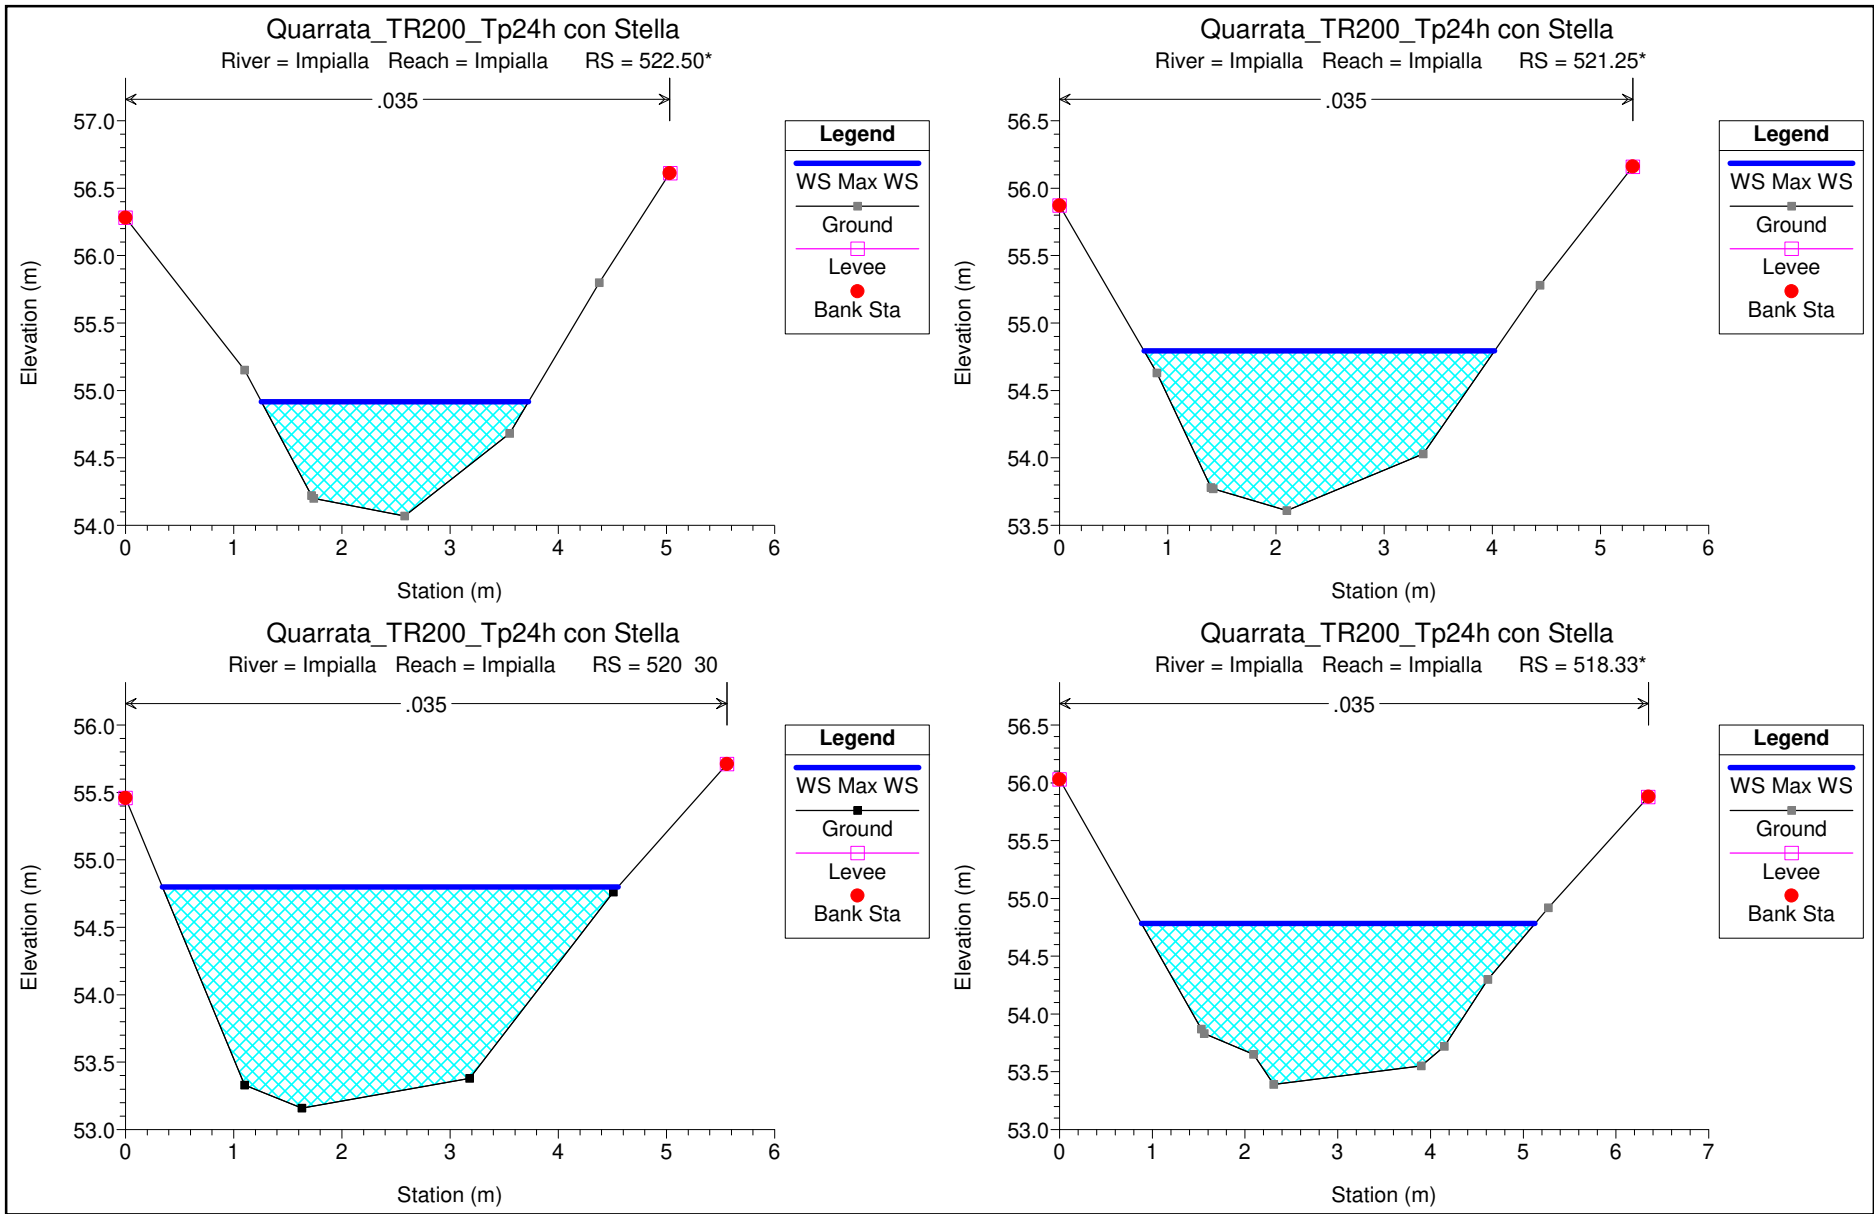 Quarrata_TR200_Tp24h con Stella
River = Impialla Reach = Impialla RS = 522.50*
.035
57.0
56.5
56.0
55.5
55.0
54.5
54.0
0 1 2 3 4 5 6
Station (m)
Elevation (m)
Legend
WS Max WS
Ground
Levee
Bank Sta
Quarrata_TR200_Tp24h con Stella
River = Impialla Reach = Impialla RS = 521.25*
.035
56.5
56.0
55.5
55.0
54.5
54.0
53.5
0 1 2 3 4 5 6
Station (m)
Elevation (m)
Legend
WS Max WS
Ground
Levee
Bank Sta
Quarrata_TR200_Tp24h con Stella
River = Impialla Reach = Impialla RS = 520 30
.035
56.0
55.5
55.0
54.5
54.0
53.5
53.0
0 1 2 3 4 5 6
Station (m)
Elevation (m)
Legend
WS Max WS
Ground
Levee
Bank Sta
Quarrata_TR200_Tp24h con Stella
River = Impialla Reach = Impialla RS = 518.33*
.035
56.5
56.0
55.5
55.0
54.5
54.0
53.5
53.0
0 1 2 3 4 5 6 7
Station (m)
Elevation (m)
Legend
WS Max WS
Ground
Levee
Bank Sta